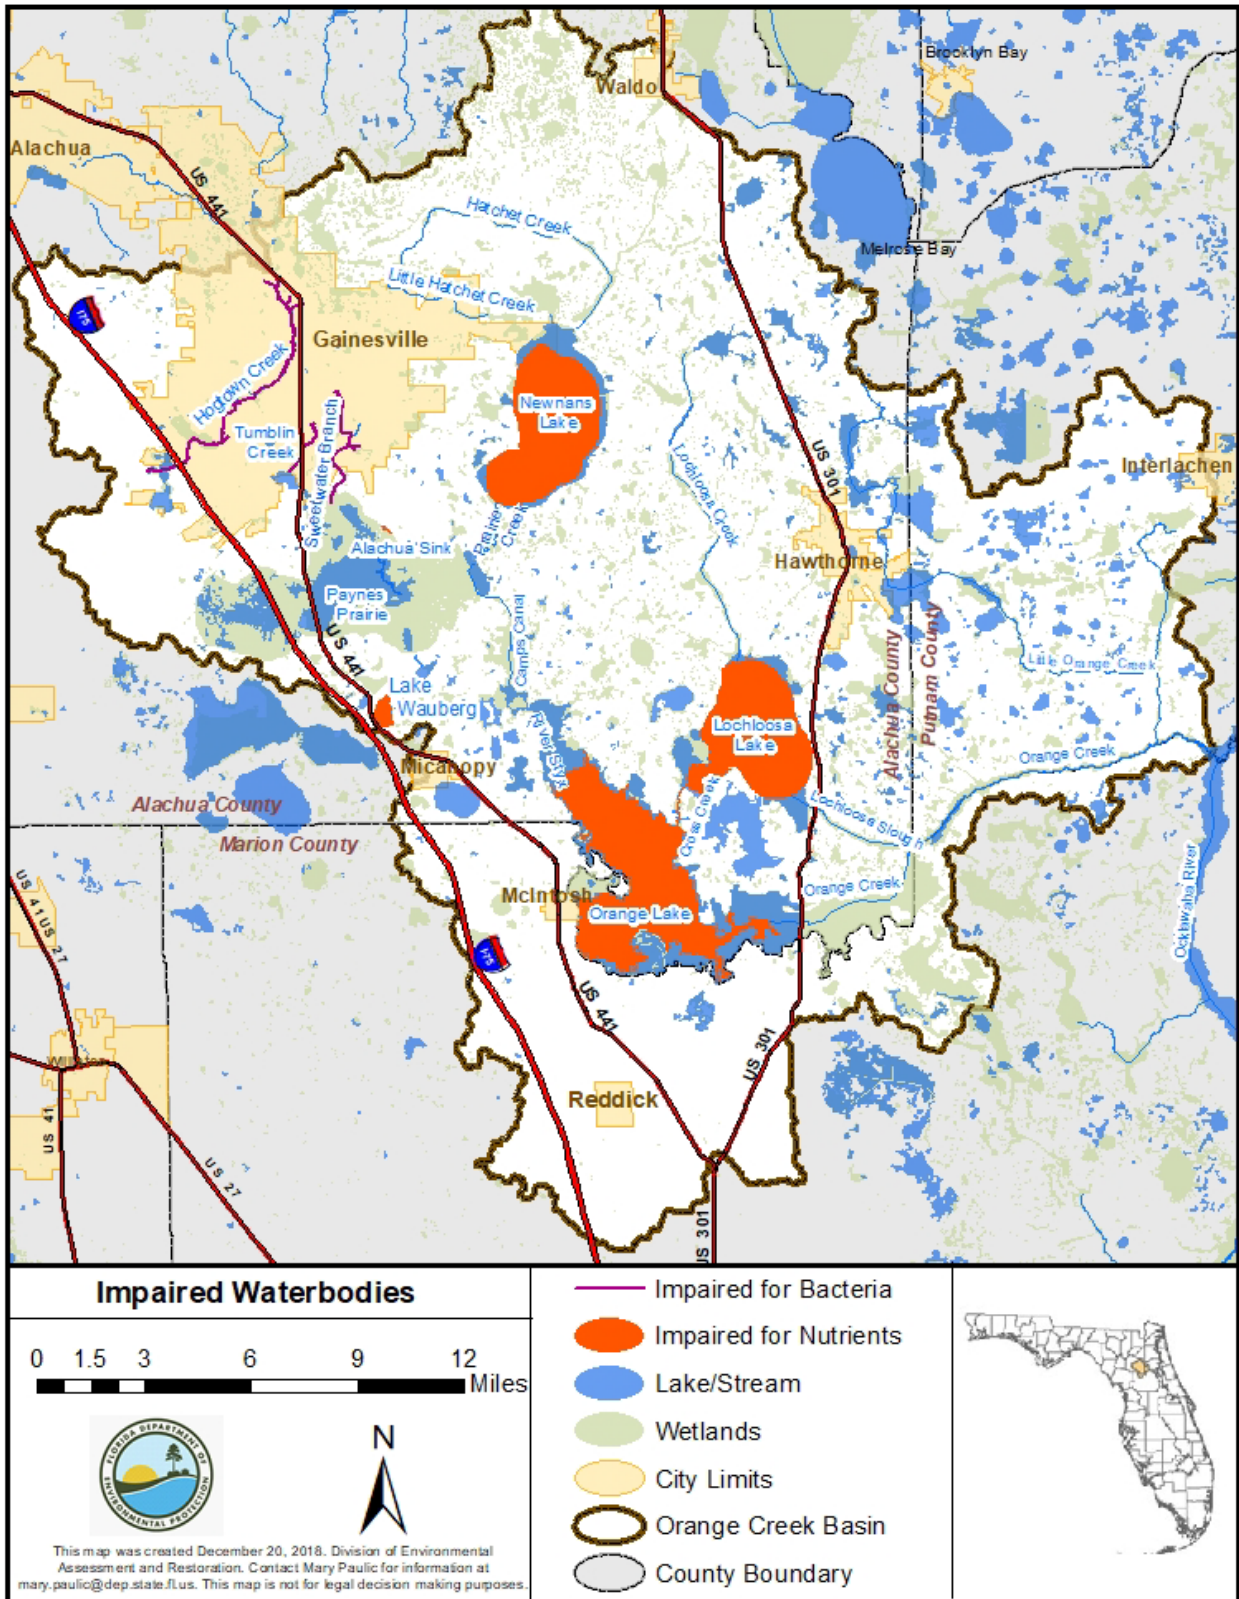 Brooklyn Bay
Waldo
Alachua
US 441
Hatchet Creek
Melrose Bay
Little Hatchet Creek
I-75
Gainesville
Hogtown Creek
Newnans
Lake
Tumblin
Creek
Sweetwater Branch
US 301
Interlachen
Lochloosa Creek
Prairie
Creek
Alachua Sink
Hawthorne
Paynes
Prairie
US 441
Camps Canal
Alachua County
Putnam County
Little Orange Creek
Lake
Wauberg
River Styx
Lochloosa
Lake
Orange Creek
Micanopy
Alachua County
Marion County
Cross Creek
Lochloosa Slough
Ocklawaha River
US 41
US 27
McIntosh
Orange Lake
Orange Creek
I-75
US 441
US 301
Williston
Reddick
US 41
US 27
US 301
Impaired Waterbodies
0 1.5 3 6 9 12
Miles
FLORIDA DEPARTMENT OF
ENVIRONMENTAL PROTECTION
N
This map was created December 20, 2018. Division of Environmental
Assessment and Restoration. Contact Mary Paulic for information at
mary.paulic@dep.state.fl.us. This map is not for legal decision making purposes.
Impaired for Bacteria
Impaired for Nutrients
Lake/Stream
Wetlands
City Limits
Orange Creek Basin
County Boundary